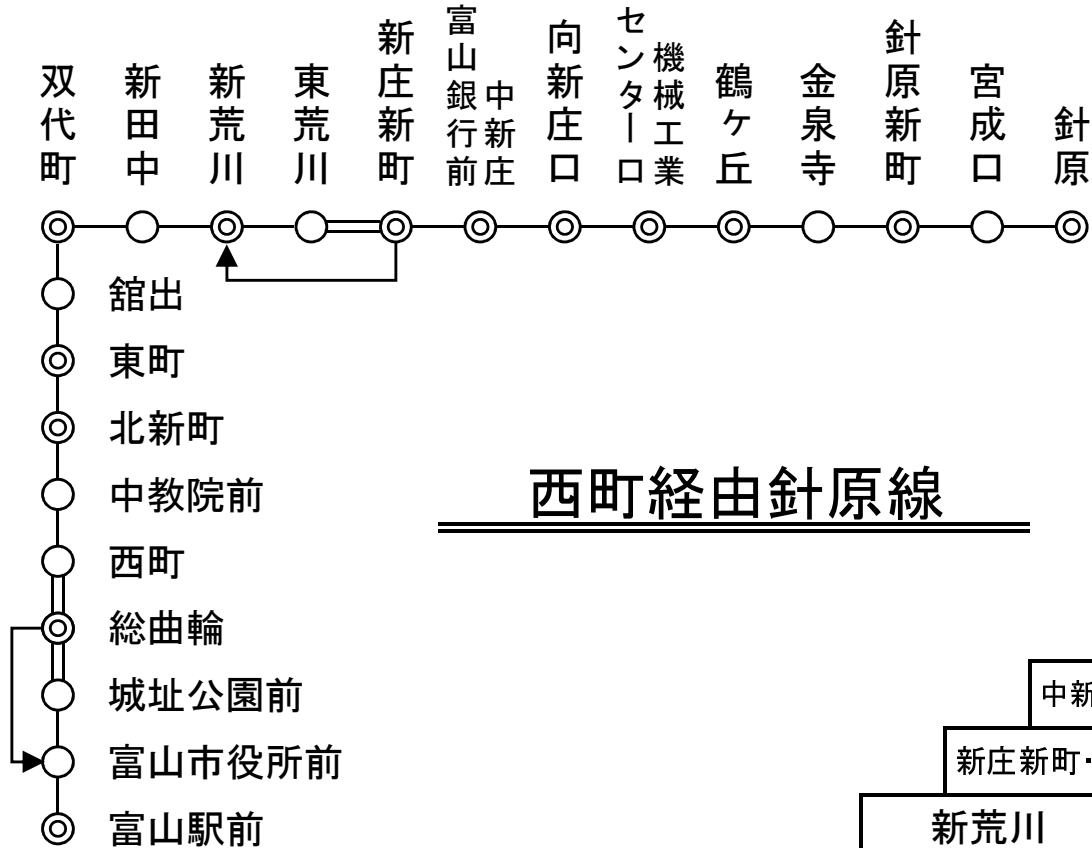 双代町
新田中
新荒川
東荒川
新庄新町
富山銀行前
中新庄
向新庄口
センター口
機械工業
鶴ケ丘
金泉寺
針原新町
宮成口
針原
舘出
東町
北新町
中教院前
西町
総曲輪
城址公園前
富山市役所前
富山駅前
西町経由針原線
中新
新庄新町・
新荒川